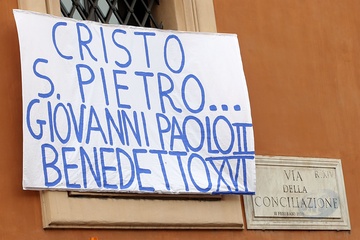 CRISTO
S. PIETRO...
GIOVANNI PAOLO II
BENEDETTO XVI
VIA
DELLA
CONCILIAZIONE